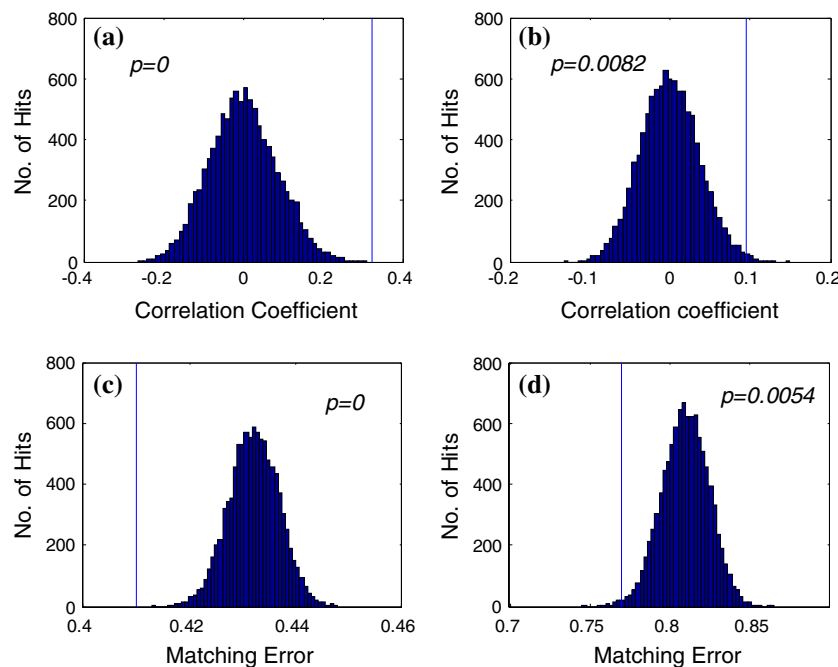 (a)
p=0
No. of Hits
800
600
400
200
0
-0.4
-0.2
0
0.2
0.4
Correlation Coefficient
(b)
p=0.0082
No. of Hits
800
600
400
200
0
-0.2
-0.1
0
0.1
0.2
Correlation coefficient
(c)
p=0
No. of Hits
800
600
400
200
0
0.4
0.42
0.44
0.46
Matching Error
(d)
p=0.0054
No. of Hits
800
600
400
200
0
0.7
0.75
0.8
0.85
Matching Error